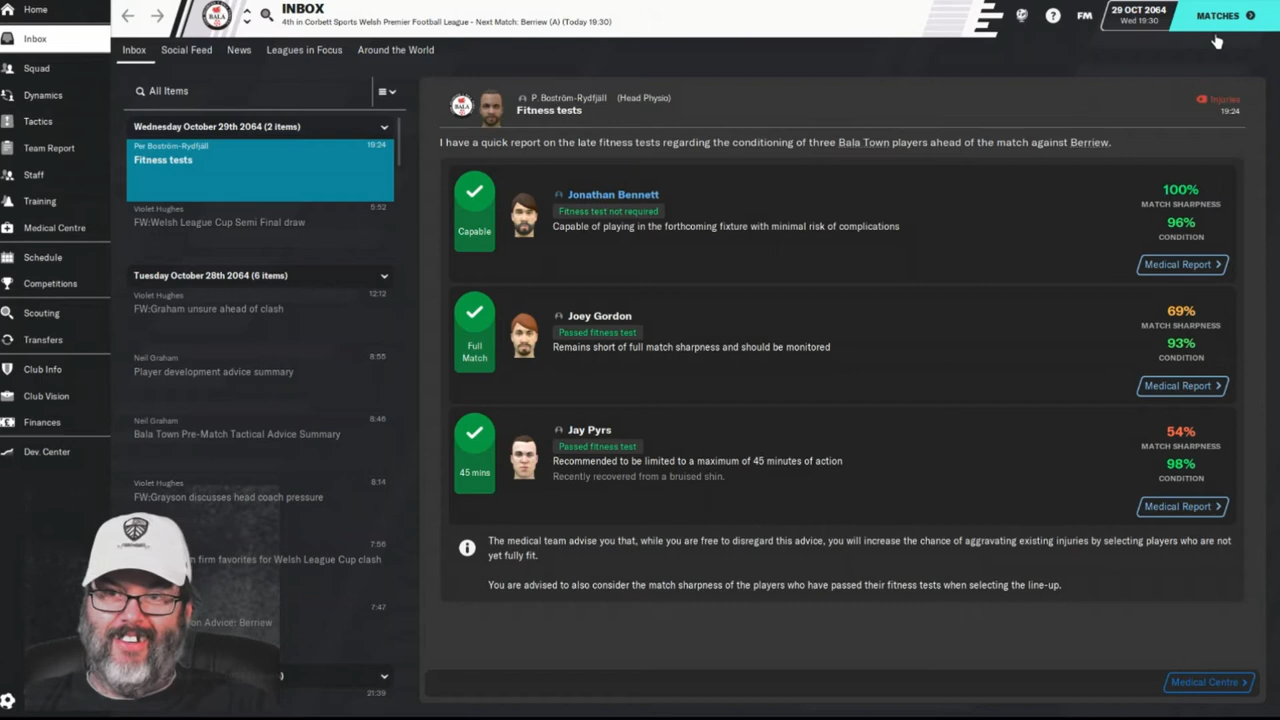 Home
Inbox
Squad
Dynamics
Tactics
Team Report
Staff
Training
Medical Centre
Schedule
Competitions
Scouting
Transfers
Club Info
Club Vision
Finances
Dev. Center
BALA
INBOX
4th in Corbett Sports Welsh Premier Football League - Next Match: Berriew (A) (Today 19:30)
FM
29 OCT 2064
Wed 19:30
MATCHES
Inbox
Social Feed
News
Leagues in Focus
Around the World
All Items
Wednesday October 29th 2064 (2 items)
Per Boström-Rydfjäll 19:24
Fitness tests
Violet Hughes 5:52
FW:Welsh League Cup Semi Final draw
Tuesday October 28th 2064 (6 items)
Violet Hughes 12:12
FW:Graham unsure ahead of clash
Neil Graham 8:55
Player development advice summary
Neil Graham 8:46
Bala Town Pre-Match Tactical Advice Summary
Violet Hughes 8:14
FW:Grayson discusses head coach pressure
7:56
firm favorites for Welsh League Cup clash
7:47
on Advice: Berriew
21:39
BALA
P. Boström-Rydfjäll (Head Physio)
Fitness tests
Injuries
19:24
I have a quick report on the late fitness tests regarding the conditioning of three Bala Town players ahead of the match against Berriew.
Capable
Jonathan Bennett
Fitness test not required
Capable of playing in the forthcoming fixture with minimal risk of complications
100%
MATCH SHARPNESS
96%
CONDITION
Medical Report
Full
Match
Joey Gordon
Passed fitness test
Remains short of full match sharpness and should be monitored
69%
MATCH SHARPNESS
93%
CONDITION
Medical Report
45 mins
Jay Pyrs
Passed fitness test
Recommended to be limited to a maximum of 45 minutes of action
Recently recovered from a bruised shin.
54%
MATCH SHARPNESS
98%
CONDITION
Medical Report
The medical team advise you that, while you are free to disregard this advice, you will increase the chance of aggravating existing injuries by selecting players who are not
yet fully fit.
You are advised to also consider the match sharpness of the players who have passed their fitness tests when selecting the line-up.
Medical Centre